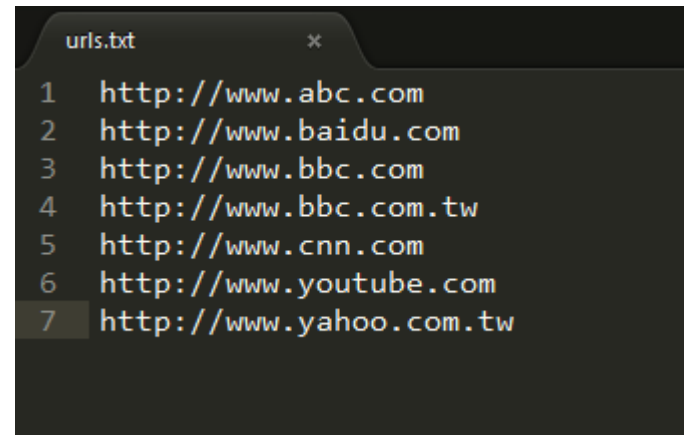 urls.txt ×
1 http://www.abc.com
2 http://www.baidu.com
3 http://www.bbc.com
4 http://www.bbc.com.tw
5 http://www.cnn.com
6 http://www.youtube.com
7 http://www.yahoo.com.tw